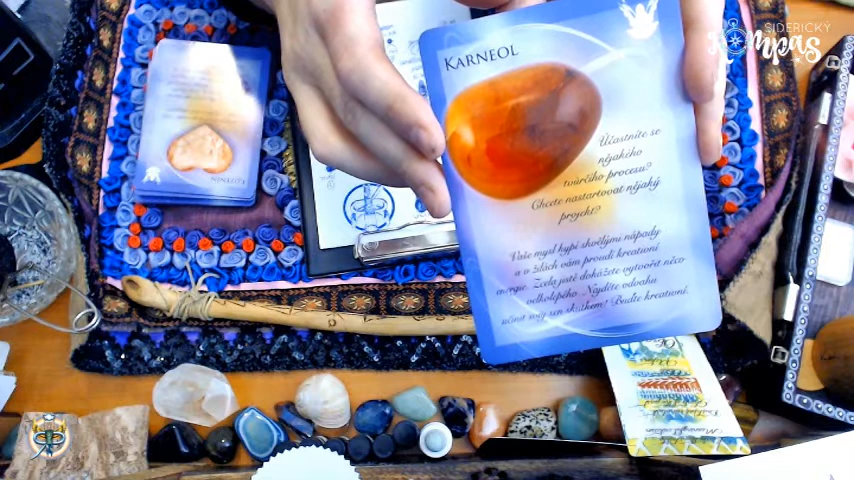 SIDERICKÝ
KOMPAS
KARNEOL
Účastníte se
nějakého
tvůrčího procesu?
Chcete nastartovat nějaký
projekt?
Vaše mysl kypí skvělými nápady
a v žilách vám proudí kreativní
energie. Zcela jistě dokážete vytvořit něco
velkolepého. Najděte odvahu
učinit svůj sen skutkem! Buďte kreativní.